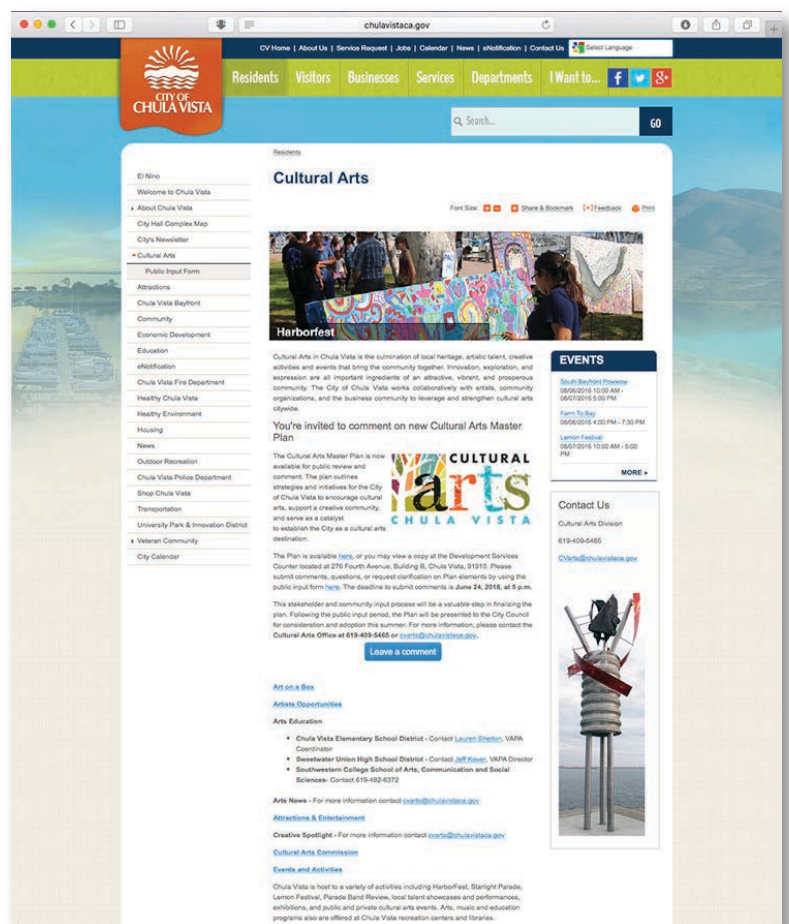 chulavistaca.gov
CV Home | About Us | Service Request | Jobs | Calendar | News | eNotification | Contact Us
Select Language
CITY OF
CHULA VISTA
Residents Visitors Businesses Services Departments I Want to...
Search...
GO
Residents
Cultural Arts
Font Size: Share & Bookmark [+] Feedback Print
El Nino
Welcome to Chula Vista
About Chula Vista
City Hall Complex Map
City's Newsletter
Cultural Arts
Public Input Form
Attractions
Chula Vista Bayfront
Community
Economic Development
Education
eNotification
Chula Vista Fire Department
Healthy Chula Vista
Healthy Environment
Housing
News
Outdoor Recreation
Chula Vista Police Department
Shop Chula Vista
Transportation
University Park & Innovation District
Veteran Community
City Calendar
Harborfest
Cultural Arts in Chula Vista is the culmination of local heritage, artistic talent, creative
activities and events that bring the community together. Innovation, exploration, and
expression are all important ingredients of an attractive, vibrant, and prosperous
community. The City of Chula Vista works collaboratively with artists, community
organizations, and the business community to leverage and strengthen cultural arts
citywide.
You're invited to comment on new Cultural Arts Master
Plan
The Cultural Arts Master Plan is now
available for public review and
comment. The plan outlines
strategies and initiatives for the City
of Chula Vista to encourage cultural
arts, support a creative community,
and serve as a catalyst
to establish the City as a cultural arts
destination.
CULTURAL
arts
CHULA VISTA
The Plan is available here, or you may view a copy at the Development Services
Counter located at 276 Fourth Avenue, Building B, Chula Vista, 91910. Please
submit comments, questions, or request clarification on Plan elements by using the
public input form here. The deadline to submit comments is June 24, 2016, at 5 p.m.
This stakeholder and community input process will be a valuable step in finalizing the
plan. Following the public input period, the Plan will be presented to the City Council
for consideration and adoption this summer. For more information, please contact the
Cultural Arts Office at 619-409-5465 or cvarts@chulavistaca.gov.
Leave a comment
Art on a Box
Artists Opportunities
Arts Education
• Chula Vista Elementary School District - Contact Lauren Shelton, VAPA
Coordinator
• Sweetwater Union High School District - Contact Jeff Kover, VAPA Director
• Southwestern College School of Arts, Communication and Social
Sciences- Contact 619-482-6372
Arts News - For more information contact cvarts@chulavistaca.gov
Attractions & Entertainment
Creative Spotlight - For more information contact cvarts@chulavistaca.gov
Cultural Arts Commission
Events and Activities
Chula Vista is host to a variety of activities including HarborFest, Starlight Parade,
Lemon Festival, Parade Band Review, local talent showcases and performances,
exhibitions, and public and private cultural arts events. Arts, music and education
programs also are offered at Chula Vista recreation centers and libraries.
EVENTS
South Bayfront Powwow
08/06/2016 10:00 AM -
08/07/2016 5:00 PM
Farm To Bay
08/06/2016 4:00 PM - 7:30 PM
Lemon Festival
08/07/2016 10:00 AM - 5:00
PM
MORE »
Contact Us
Cultural Arts Division
619-409-5465
CVarts@chulavistaca.gov